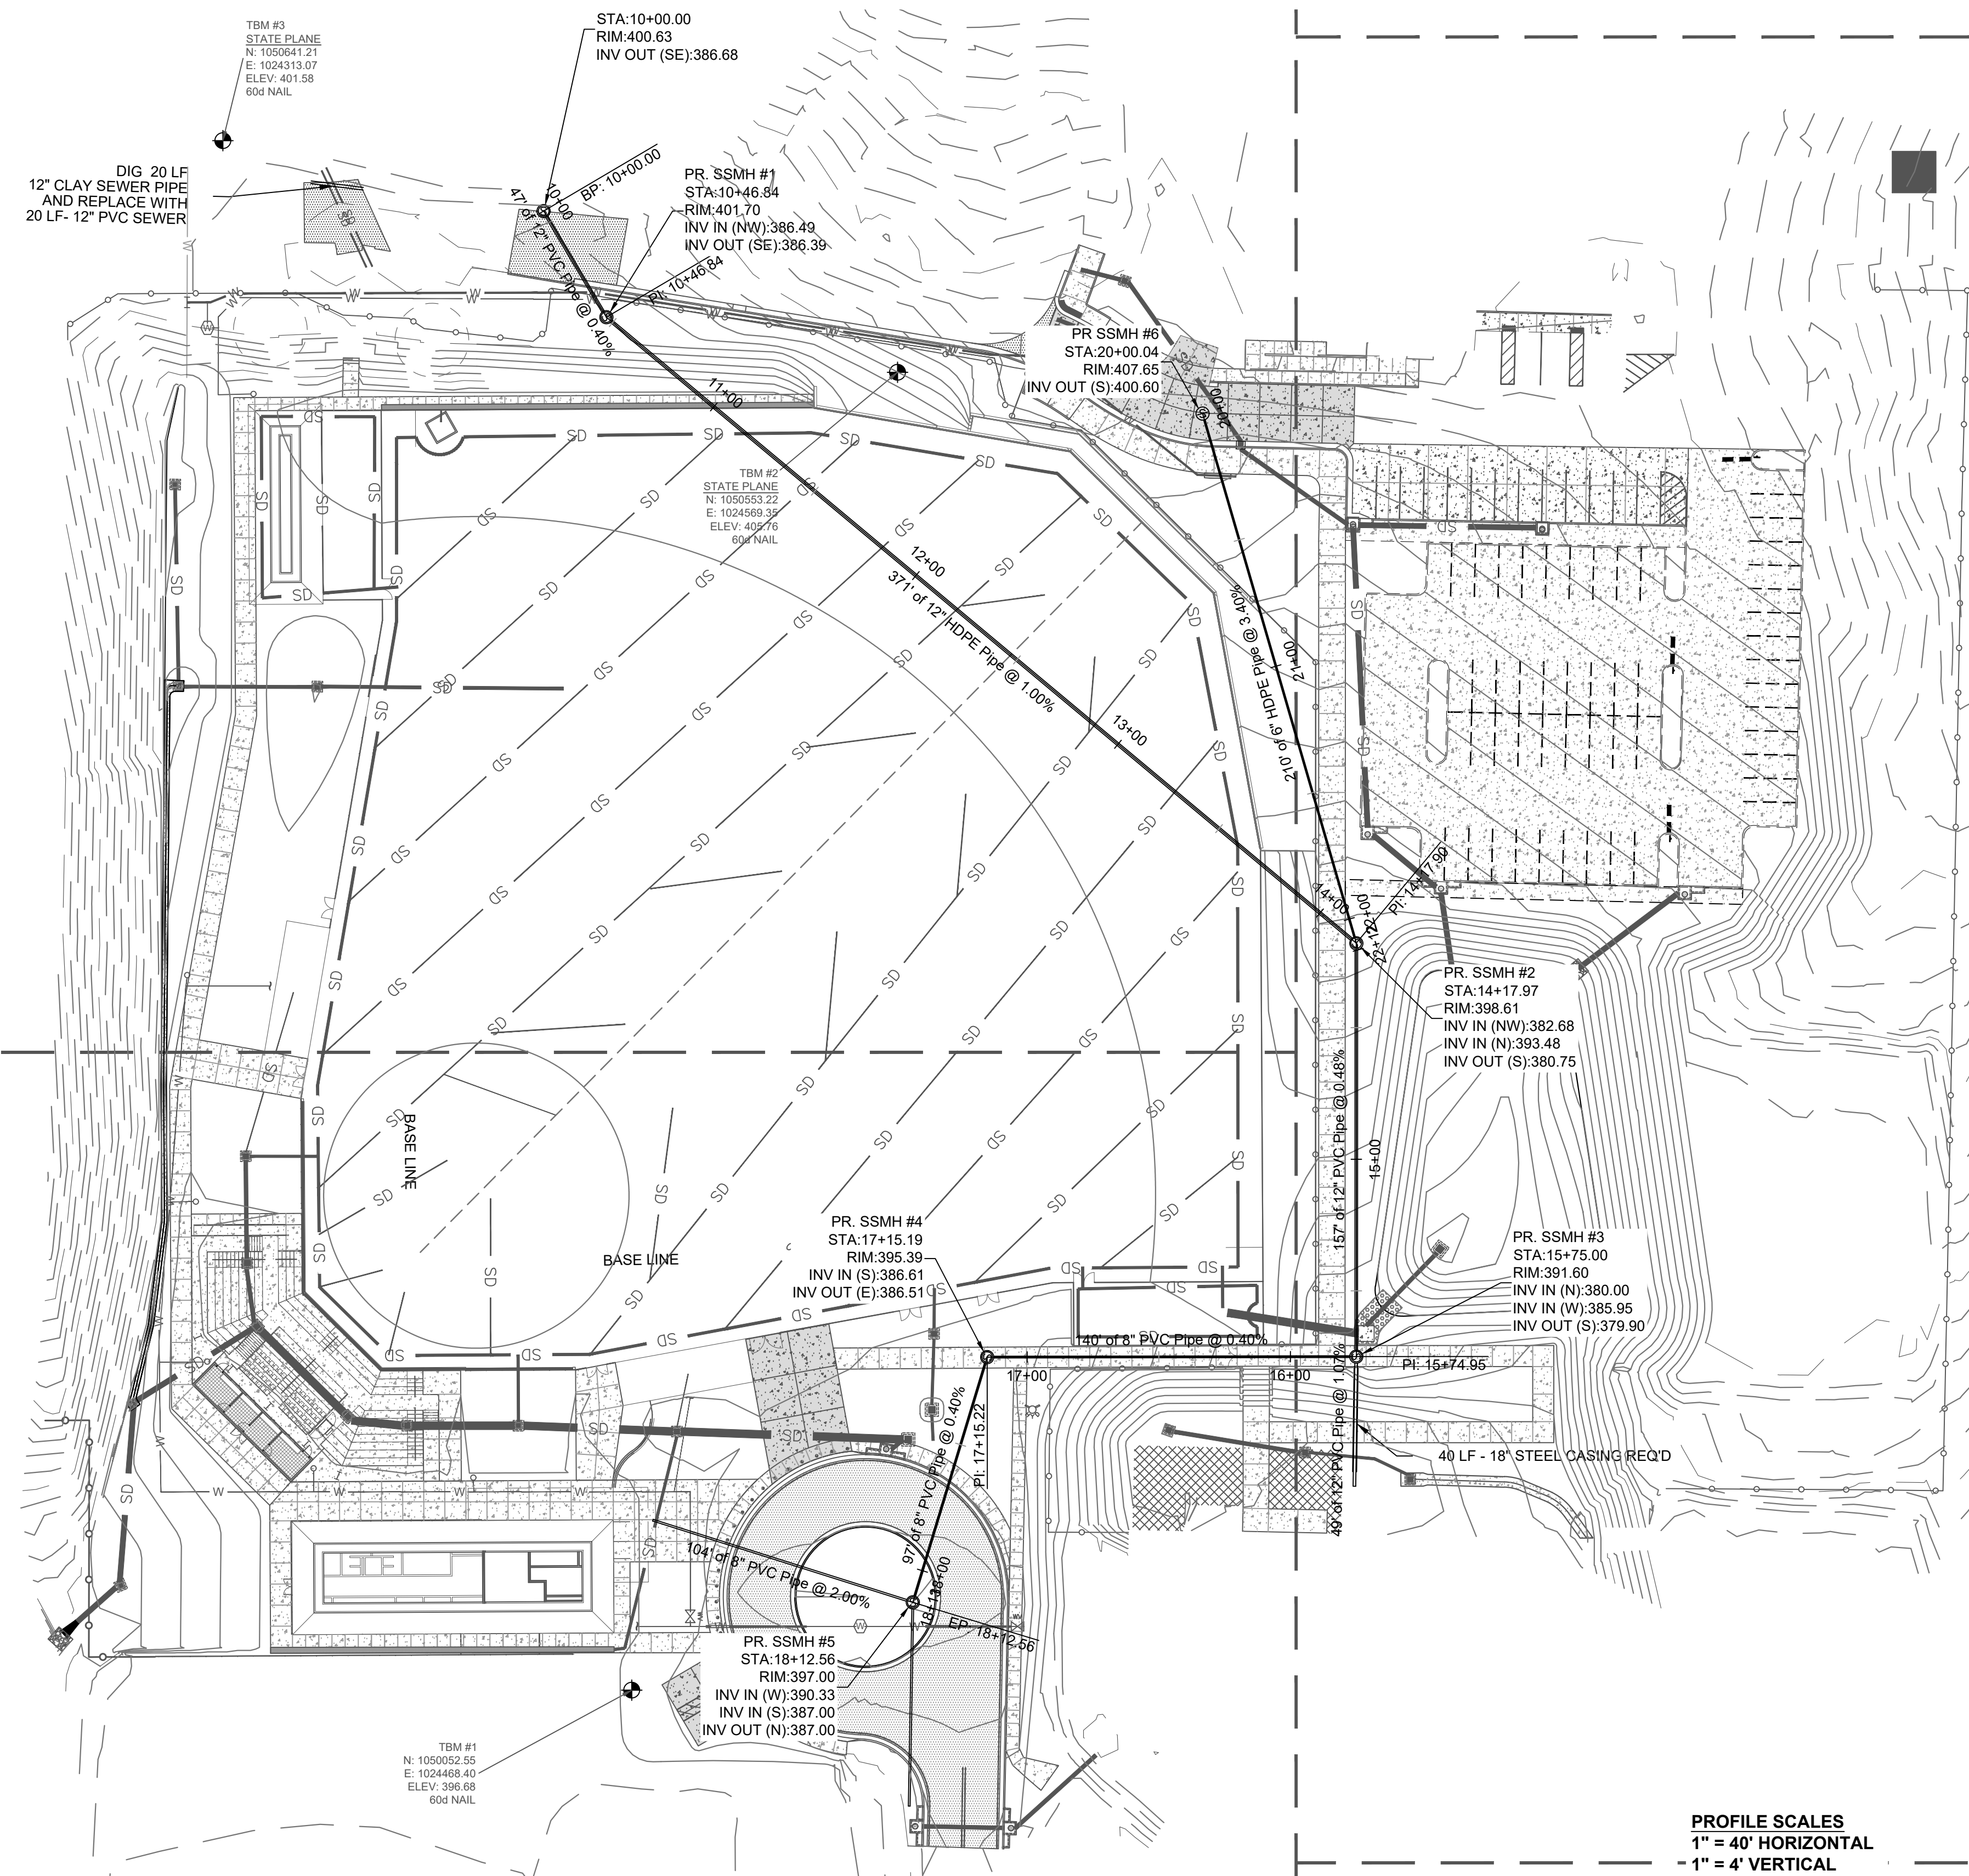 TBM #3
STATE PLANE
N: 1050641.21
E: 1024313.07
ELEV: 401.58
60d NAIL
STA:10+00.00
RIM:400.63
INV OUT (SE):386.68
DIG 20 LF
12" CLAY SEWER PIPE
AND REPLACE WITH
20 LF- 12" PVC SEWER
BP: 10+00.00
10+00
47' of 12" PVC Pipe @ 0.40%
PR. SSMH #1
STA:10+46.84
RIM:401.70
INV IN (NW):386.49
INV OUT (SE):386.39
PI: 10+46.84
PR SSMH #6
STA:20+00.04
RIM:407.65
INV OUT (S):400.60
20+00
11+00
TBM #2
STATE PLANE
N: 1050553.22
E: 1024569.35
ELEV: 405.76
60d NAIL
12+00
371' of 12" HDPE Pipe @ 1.00%
13+00
14+00
210' of 6" HDPE Pipe @ 3.40%
21+00
22+00
PI: 14+17.90
PR. SSMH #2
STA:14+17.97
RIM:398.61
INV IN (NW):382.68
INV IN (N):393.48
INV OUT (S):380.75
157' of 12" PVC Pipe @ 0.48%
15+00
BASE LINE
BASE LINE
PR. SSMH #4
STA:17+15.19
RIM:395.39
INV IN (S):386.61
INV OUT (E):386.51
PR. SSMH #3
STA:15+75.00
RIM:391.60
INV IN (N):380.00
INV IN (W):385.95
INV OUT (S):379.90
140' of 8" PVC Pipe @ 0.40%
17+00
16+00
PI: 15+74.95
PI: 17+15.22
97' of 8" PVC Pipe @ 0.40%
49' of 12" PVC Pipe @ 1.07%
40 LF - 18" STEEL CASING REQ'D
104' of 8" PVC Pipe @ 2.00%
18+00
EP: 18+12.56
PR. SSMH #5
STA:18+12.56
RIM:397.00
INV IN (W):390.33
INV IN (S):387.00
INV OUT (N):387.00
TBM #1
N: 1050052.55
E: 1024468.40
ELEV: 396.68
60d NAIL
PROFILE SCALES
1" = 40' HORIZONTAL
1" = 4' VERTICAL